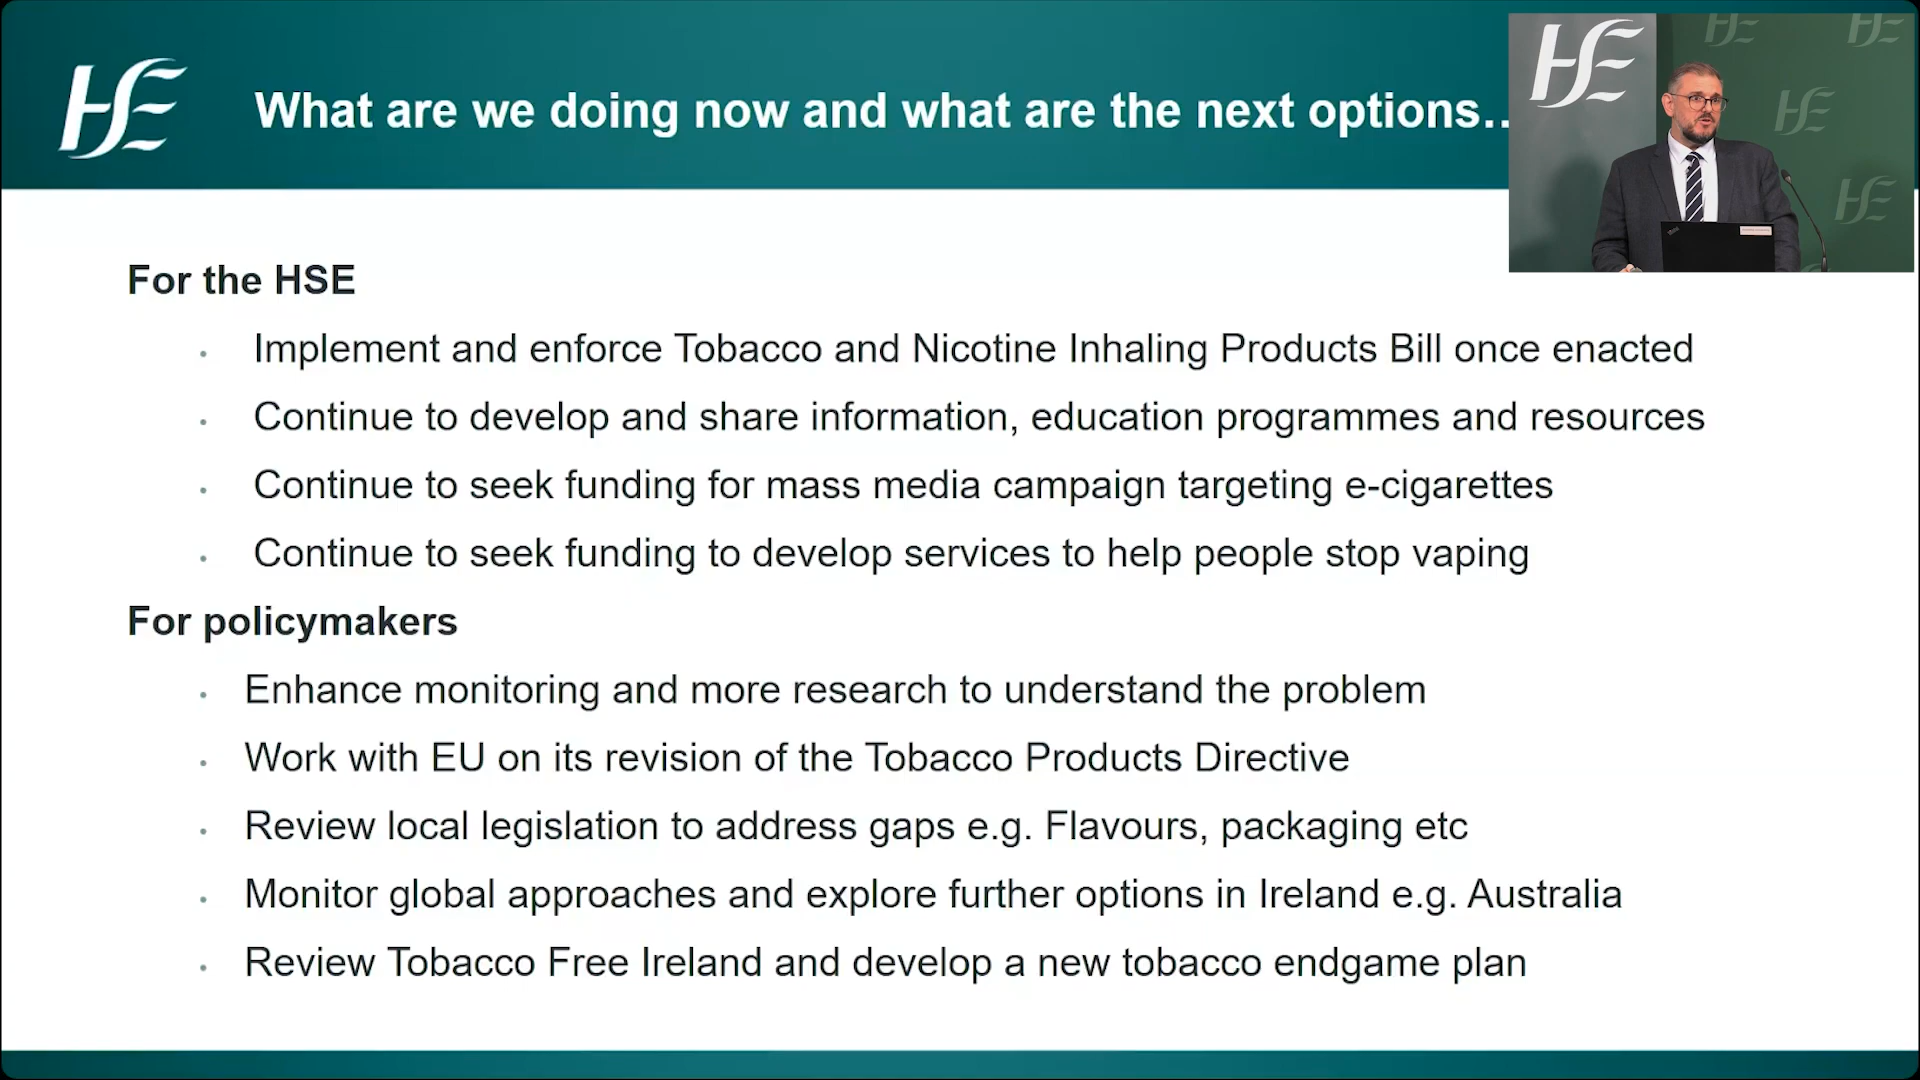 HSE
What are we doing now and what are the next options..
HSE
HSE
HSE
For the HSE
Implement and enforce Tobacco and Nicotine Inhaling Products Bill once enacted
Continue to develop and share information, education programmes and resources
Continue to seek funding for mass media campaign targeting e-cigarettes
Continue to seek funding to develop services to help people stop vaping
For policymakers
Enhance monitoring and more research to understand the problem
Work with EU on its revision of the Tobacco Products Directive
Review local legislation to address gaps e.g. Flavours, packaging etc
Monitor global approaches and explore further options in Ireland e.g. Australia
Review Tobacco Free Ireland and develop a new tobacco endgame plan